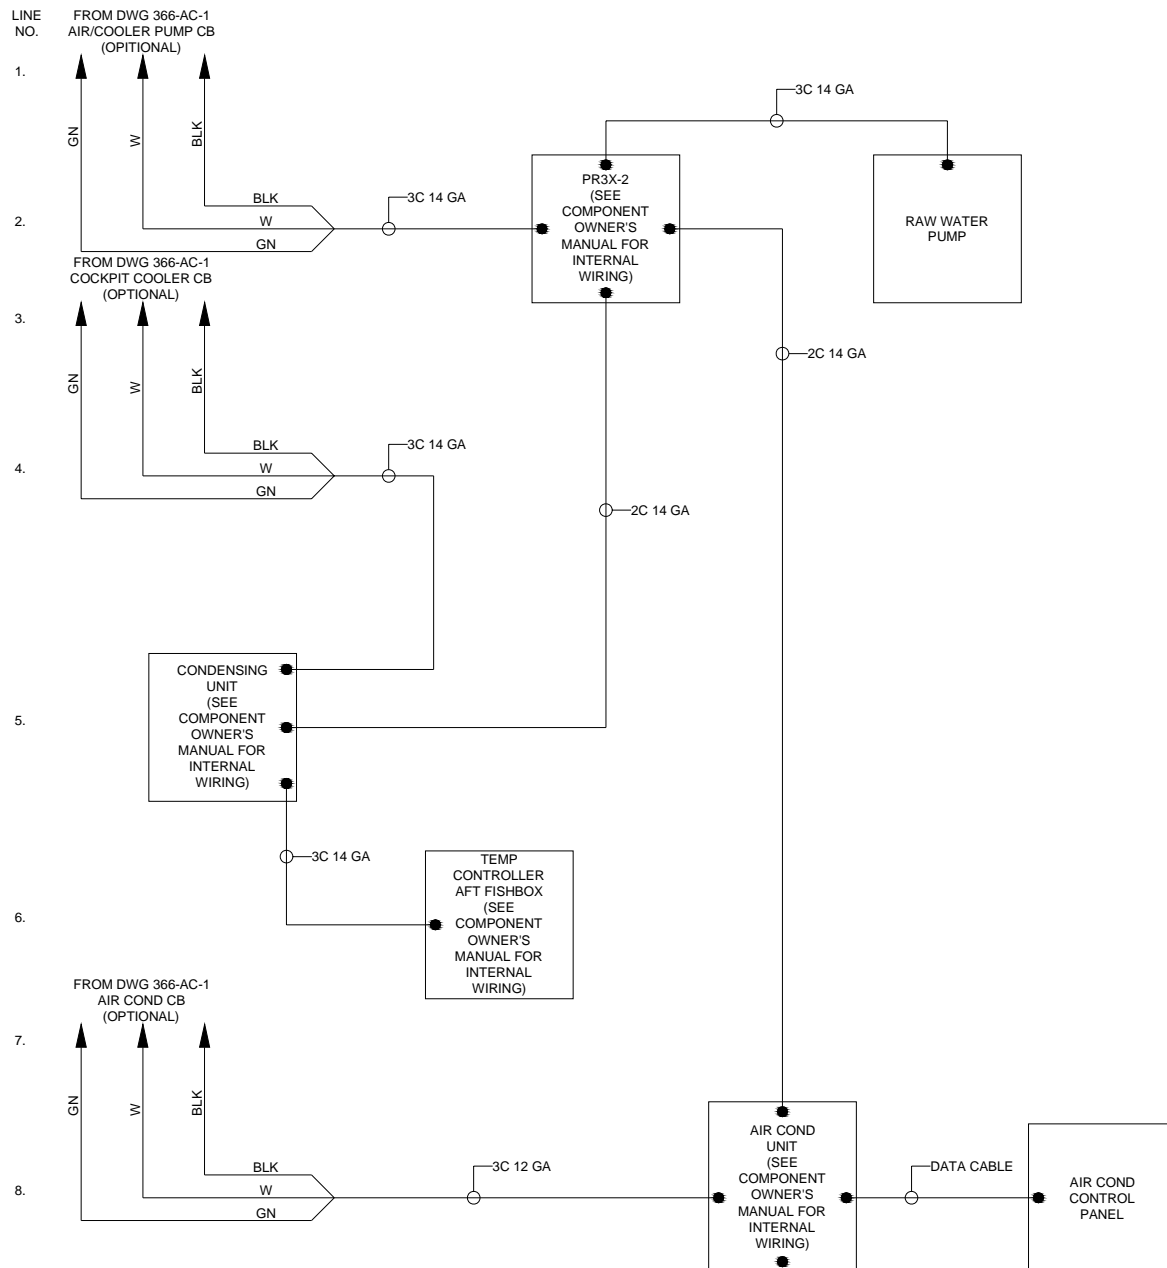 LINE
NO.
FROM DWG 366-AC-1
AIR/COOLER PUMP CB
(OPITIONAL)
1.
GN
W
BLK
3C 14 GA
BLK
W
GN
2.
3C 14 GA
PR3X-2
(SEE
COMPONENT
OWNER'S
MANUAL FOR
INTERNAL
WIRING)
RAW WATER
PUMP
FROM DWG 366-AC-1
COCKPIT COOLER CB
(OPTIONAL)
3.
GN
W
BLK
2C 14 GA
BLK
W
GN
4.
3C 14 GA
2C 14 GA
5.
CONDENSING
UNIT
(SEE
COMPONENT
OWNER'S
MANUAL FOR
INTERNAL
WIRING)
3C 14 GA
6.
TEMP
CONTROLLER
AFT FISHBOX
(SEE
COMPONENT
OWNER'S
MANUAL FOR
INTERNAL
WIRING)
FROM DWG 366-AC-1
AIR COND CB
(OPTIONAL)
7.
GN
W
BLK
BLK
W
GN
8.
3C 12 GA
AIR COND
UNIT
(SEE
COMPONENT
OWNER'S
MANUAL FOR
INTERNAL
WIRING)
DATA CABLE
AIR COND
CONTROL
PANEL